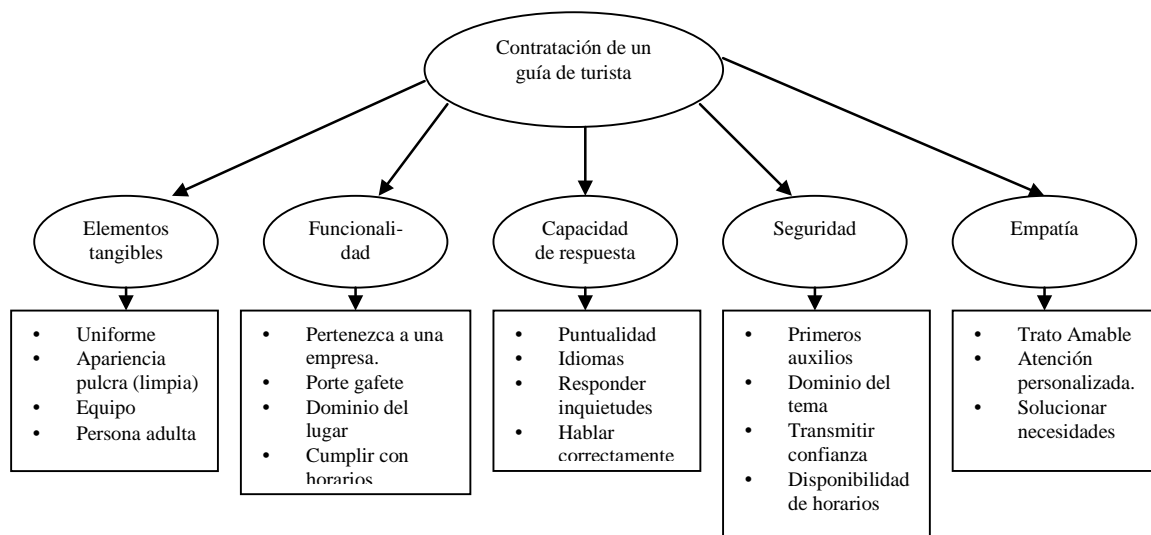 Contratación de un
guía de turista
Elementos
tangibles
Funcionali-
dad
Capacidad
de respuesta
Seguridad
Empatía
• Uniforme
• Apariencia
pulcra (limpia)
• Equipo
• Persona adulta
• Pertenezca a una
empresa.
• Porte gafete
• Dominio del
lugar
• Cumplir con
horarios
• Puntualidad
• Idiomas
• Responder
inquietudes
• Hablar
correctamente
• Primeros
auxilios
• Dominio del
tema
• Transmitir
confianza
• Disponibilidad
de horarios
• Trato Amable
• Atención
personalizada.
• Solucionar
necesidades